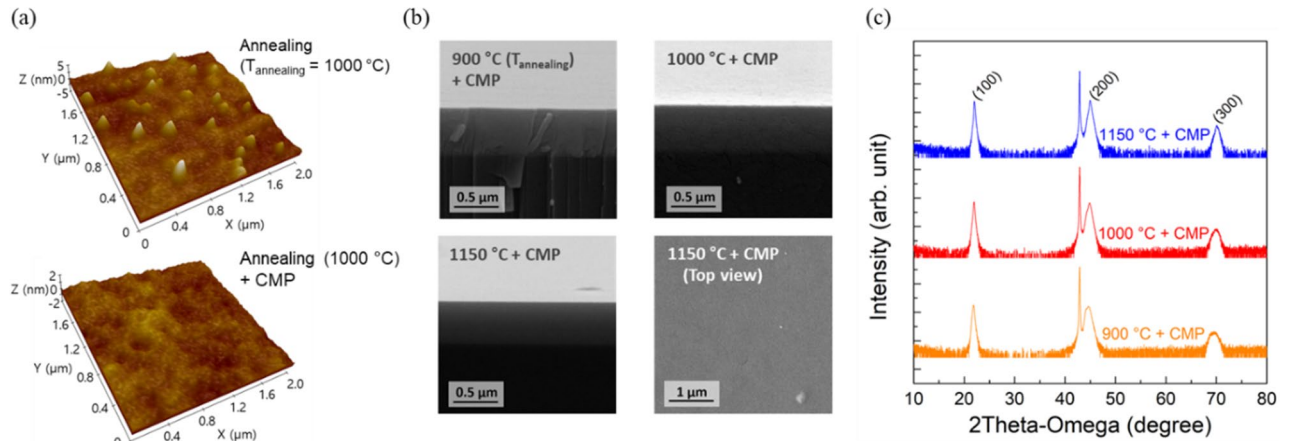 (a)
Annealing
(T annealing = 1000 °C)
5
Z (nm) 0
-5
1.6
1.2
Y (μm)
0.8
0.4
0
0
0.4
0.8
X (μm)
1.2
1.6
2.0
Annealing (1000 °C)
+ CMP
2
Z (nm) 0
-2
1.6
1.2
Y (μm)
0.8
0.4
0
0.4
0.8
X (μm)
1.2
1.6
2.0
(b)
900 °C (Tannealing)
+ CMP
0.5 μm
1000 °C + CMP
0.5 μm
1150 °C + CMP
0.5 μm
1150 °C + CMP
(Top view)
1 μm
(c)
Intensity (arb. unit)
(100)
(200)
(300)
1150 °C + CMP
1000 °C + CMP
900 °C + CMP
10 20 30 40 50 60 70 80
2Theta-Omega (degree)